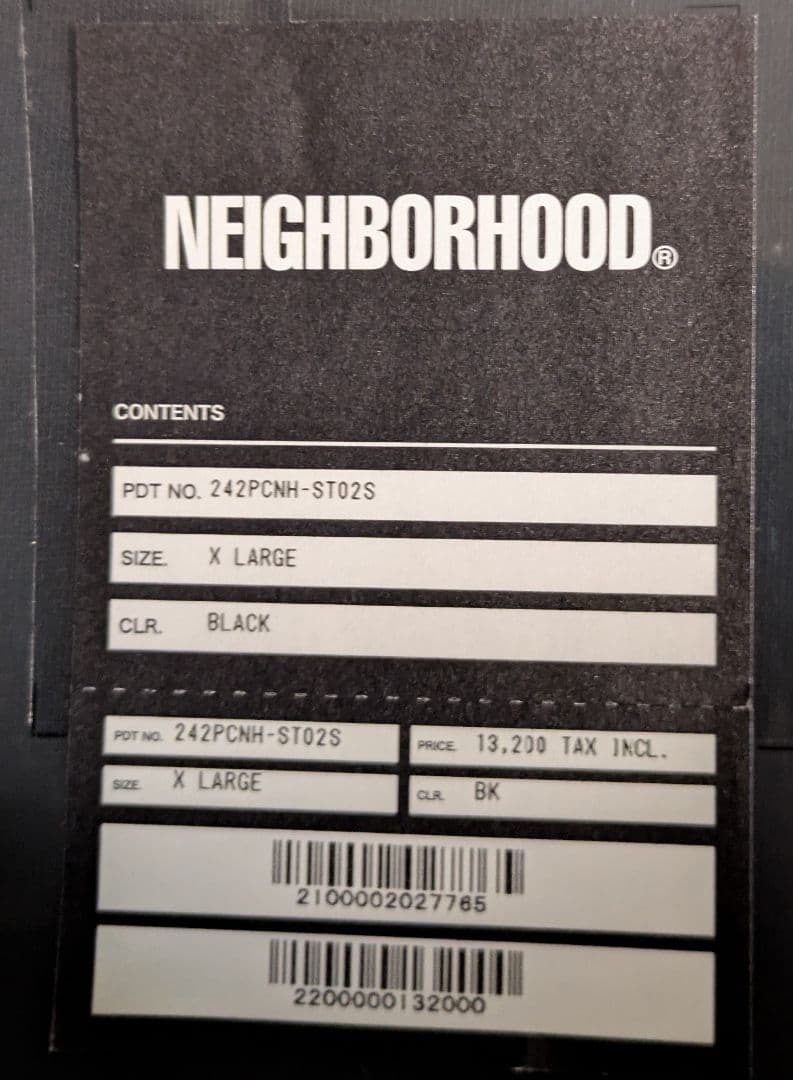 NEIGHBORHOOD®
CONTENTS
PDT NO. 242PCNH-ST02S
SIZE. X LARGE
CLR. BLACK
PDT NO. 242PCNH-ST02S PRICE. 13,200 TAX INCL.
SIZE. X LARGE CLR. BK
2100002027765
2200000132000